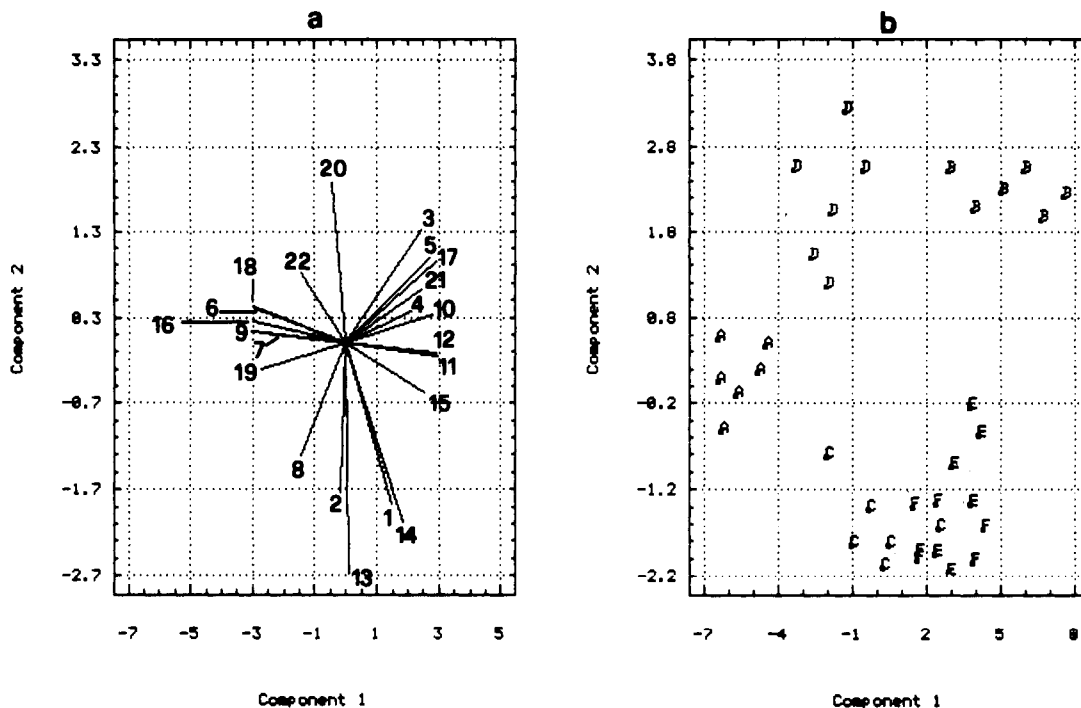 a
3.3
2.3
1.3
0.3
-0.7
-1.7
-2.7
Component 2
20
3
5
17
22
18
21
6
4
10
16
9
12
7
11
19
15
8
2
1
14
13
-7 -5 -3 -1 1 3 5
Component 1
b
3.8
2.8
1.8
0.8
-0.2
-1.2
-2.2
Component 2
D
D D B B
B B
D B B
D
D
A A
A A
A
A E
E
C E
C F F
C F
C C
C
-7 -4 -1 2 5 8
Component 1